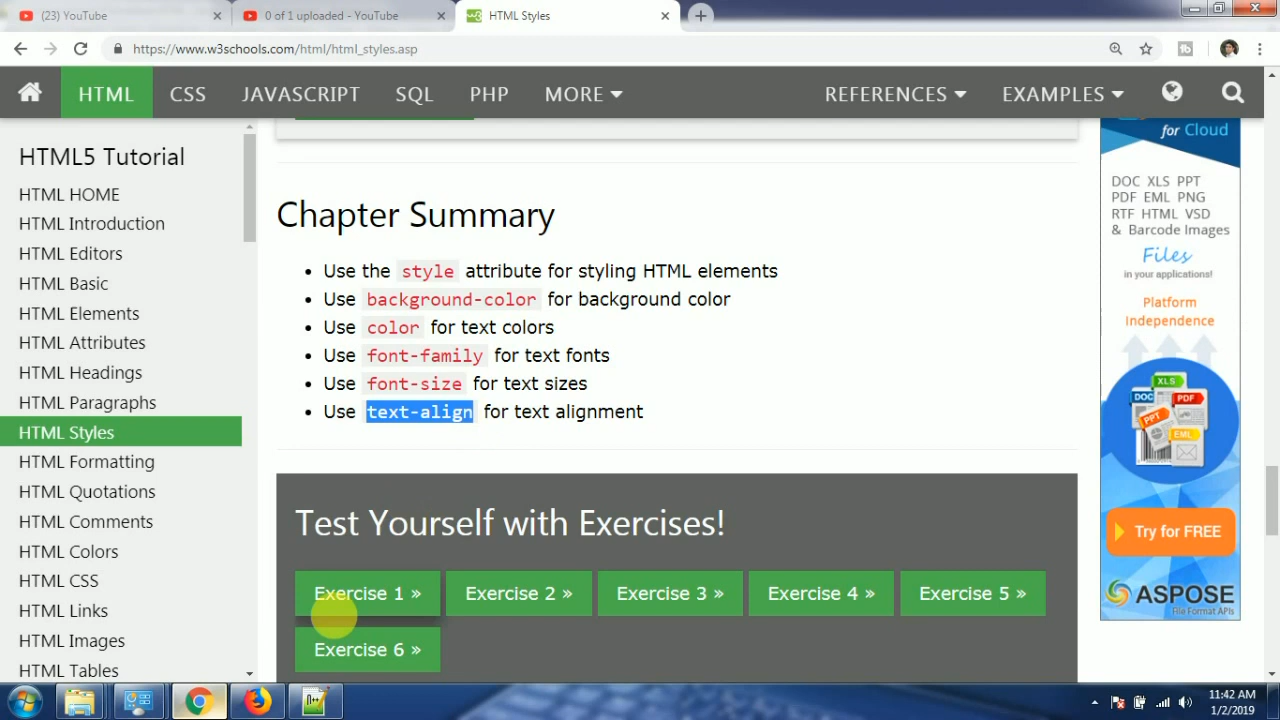 (23) YouTube
0 of 1 uploaded - YouTube
HTML Styles
https://www.w3schools.com/html/html_styles.asp
HTML CSS JAVASCRIPT SQL PHP MORE REFERENCES EXAMPLES
HTML5 Tutorial
HTML HOME
HTML Introduction
HTML Editors
HTML Basic
HTML Elements
HTML Attributes
HTML Headings
HTML Paragraphs
HTML Styles
HTML Formatting
HTML Quotations
HTML Comments
HTML Colors
HTML CSS
HTML Links
HTML Images
HTML Tables
Chapter Summary
• Use the style attribute for styling HTML elements
• Use background-color for background color
• Use color for text colors
• Use font-family for text fonts
• Use font-size for text sizes
• Use text-align for text alignment
Test Yourself with Exercises!
Exercise 1 » Exercise 2 » Exercise 3 » Exercise 4 » Exercise 5 »
Exercise 6 »
for Cloud
DOC XLS PPT
PDF EML PNG
RTF HTML VSD
& Barcode Images
Files
in your applications!
Platform
Independence
XLS
DOC PDF
PPT
EML
Try for FREE
ASPOSE
File Format APIs
11:42 AM
1/2/2019